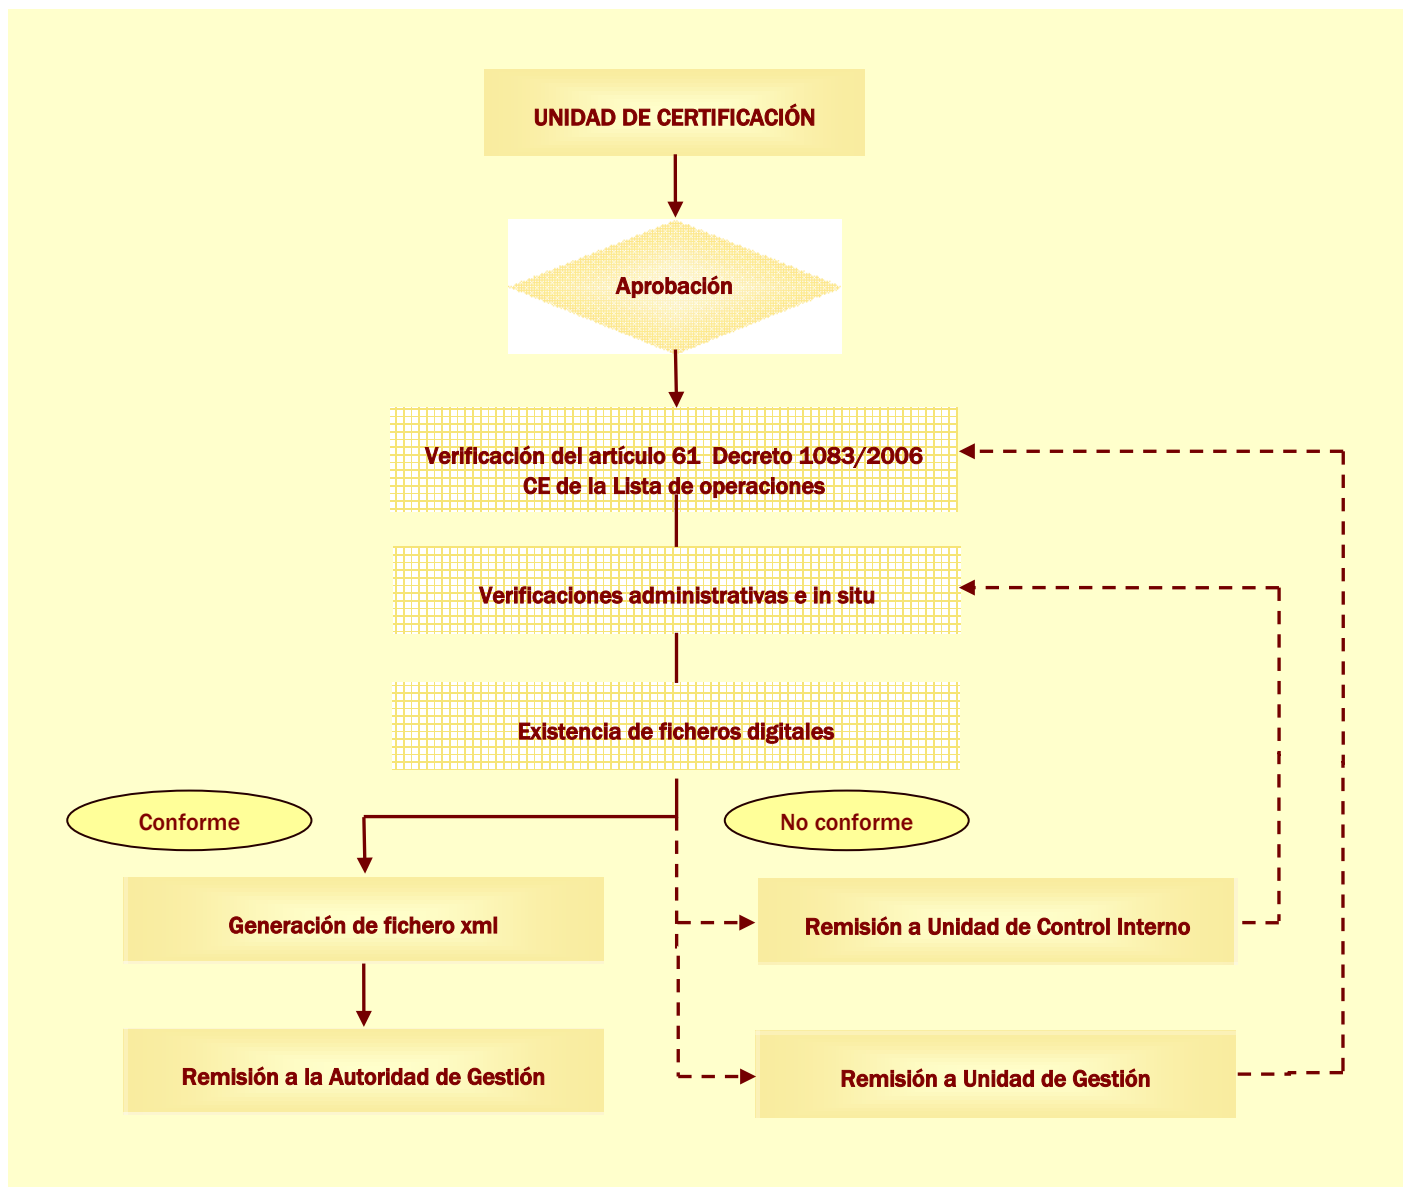 UNIDAD DE CERTIFICACIÓN
Aprobación
Verificación del artículo 61 Decreto 1083/2006
CE de la Lista de operaciones
Verificaciones administrativas e in situ
Existencia de ficheros digitales
Conforme
No conforme
Generación de fichero xml
Remisión a Unidad de Control Interno
Remisión a la Autoridad de Gestión
Remisión a Unidad de Gestión